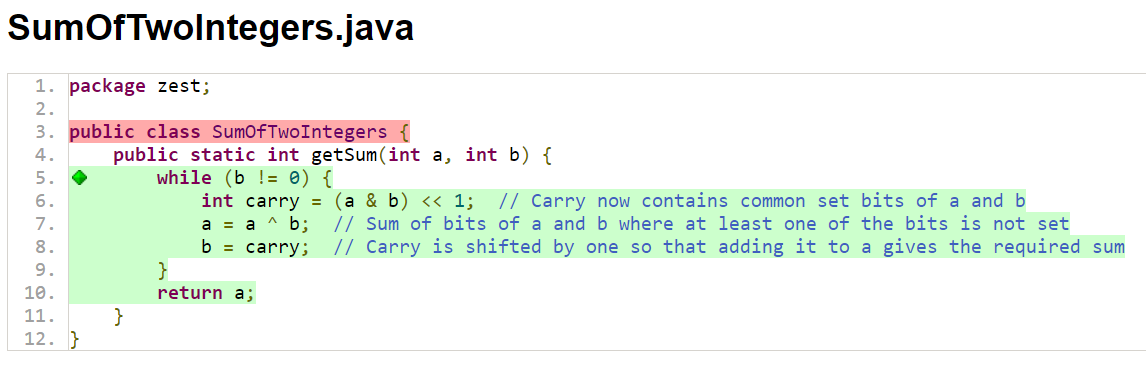 SumOfTwoIntegers.java
1. package zest;
2.
3. public class SumOfTwoIntegers {
4.     public static int getSum(int a, int b) {
5.         while (b != 0) {
6.             int carry = (a & b) << 1;  // Carry now contains common set bits of a and b
7.             a = a ^ b;  // Sum of bits of a and b where at least one of the bits is not set
8.             b = carry;  // Carry is shifted by one so that adding it to a gives the required sum
9.         }
10.         return a;
11.     }
12. }